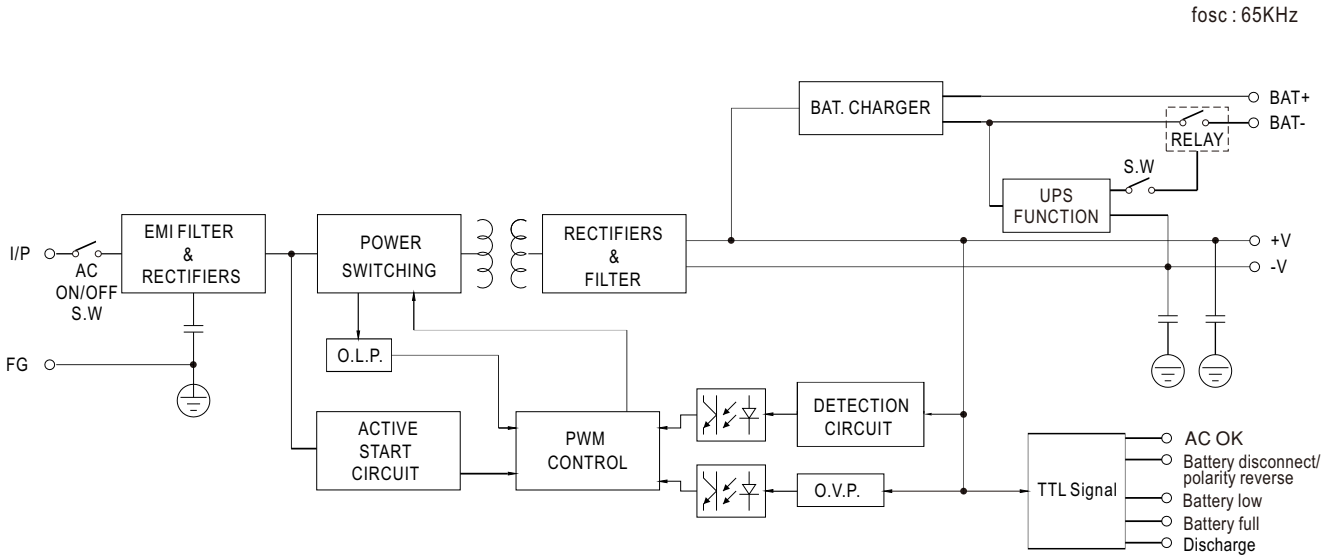 fosc : 65KHz
BAT. CHARGER
BAT+
BAT-
RELAY
S.W
UPS
FUNCTION
I/P
AC
ON/OFF
S.W
EMI FILTER
&
RECTIFIERS
POWER
SWITCHING
RECTIFIERS
&
FILTER
+V
-V
FG
O.L.P.
ACTIVE
START
CIRCUIT
PWM
CONTROL
DETECTION
CIRCUIT
O.V.P.
TTL Signal
AC OK
Battery disconnect/
polarity reverse
Battery low
Battery full
Discharge